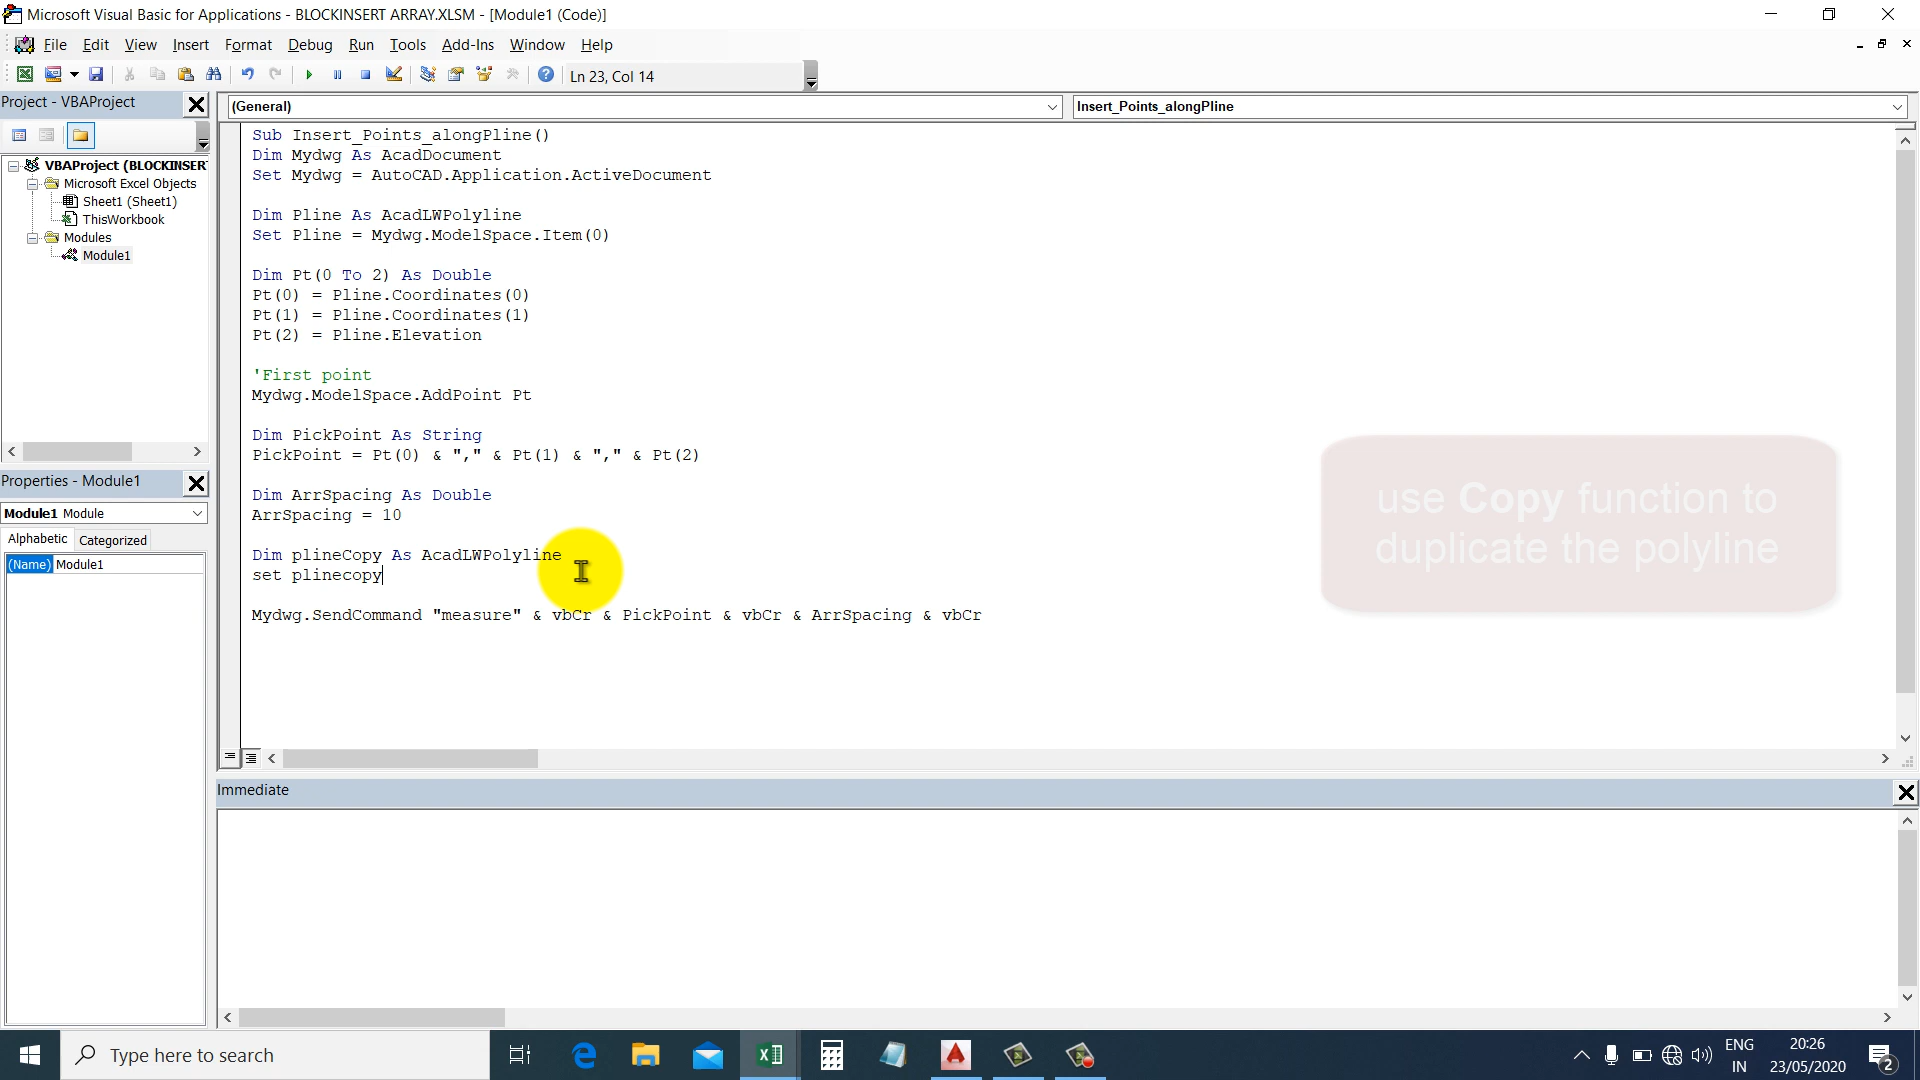 Microsoft Visual Basic for Applications - BLOCKINSERT ARRAY.XLSM - [Module1 (Code)]
File Edit View Insert Format Debug Run Tools Add-Ins Window Help
Ln 23, Col 14
Project - VBAProject
(General)
Insert_Points_alongPline
VBAProject (BLOCKINSER
Microsoft Excel Objects
Sheet1 (Sheet1)
ThisWorkbook
Modules
Module1
Sub Insert_Points_alongPline()
Dim Mydwg As AcadDocument
Set Mydwg = AutoCAD.Application.ActiveDocument
Dim Pline As AcadLWPolyline
Set Pline = Mydwg.ModelSpace.Item(0)
Dim Pt(0 To 2) As Double
Pt(0) = Pline.Coordinates(0)
Pt(1) = Pline.Coordinates(1)
Pt(2) = Pline.Elevation
'First point
Mydwg.ModelSpace.AddPoint Pt
Dim PickPoint As String
PickPoint = Pt(0) & "," & Pt(1) & "," & Pt(2)
Dim ArrSpacing As Double
ArrSpacing = 10
Dim plineCopy As AcadLWPolyline
set plinecopy
Mydwg.SendCommand "measure" & vbCr & PickPoint & vbCr & ArrSpacing & vbCr
use Copy function to
duplicate the polyline
Properties - Module1
Module1 Module
Alphabetic Categorized
(Name) Module1
Immediate
Type here to search
ENG
IN
20:26
23/05/2020
2